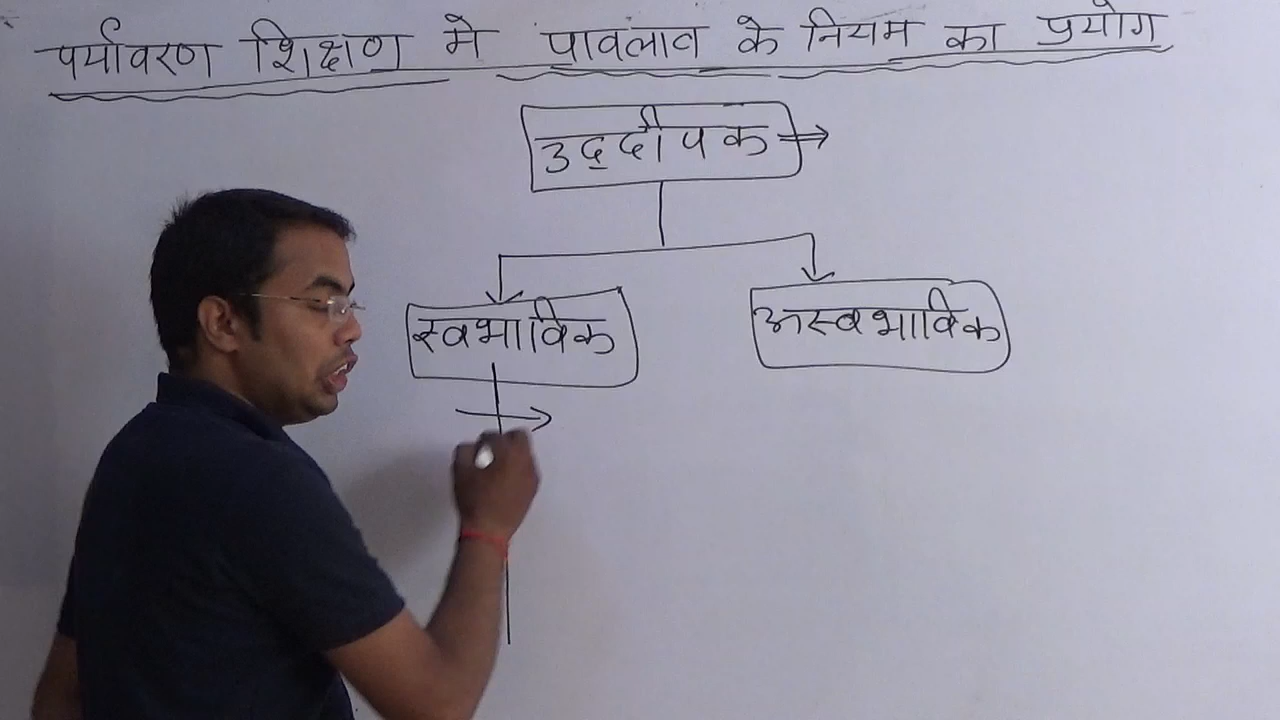 पर्यावरण शिक्षण मे पावलाव के नियम का प्रयोग
उद्दीपक
स्वभाविक
अस्वभाविक